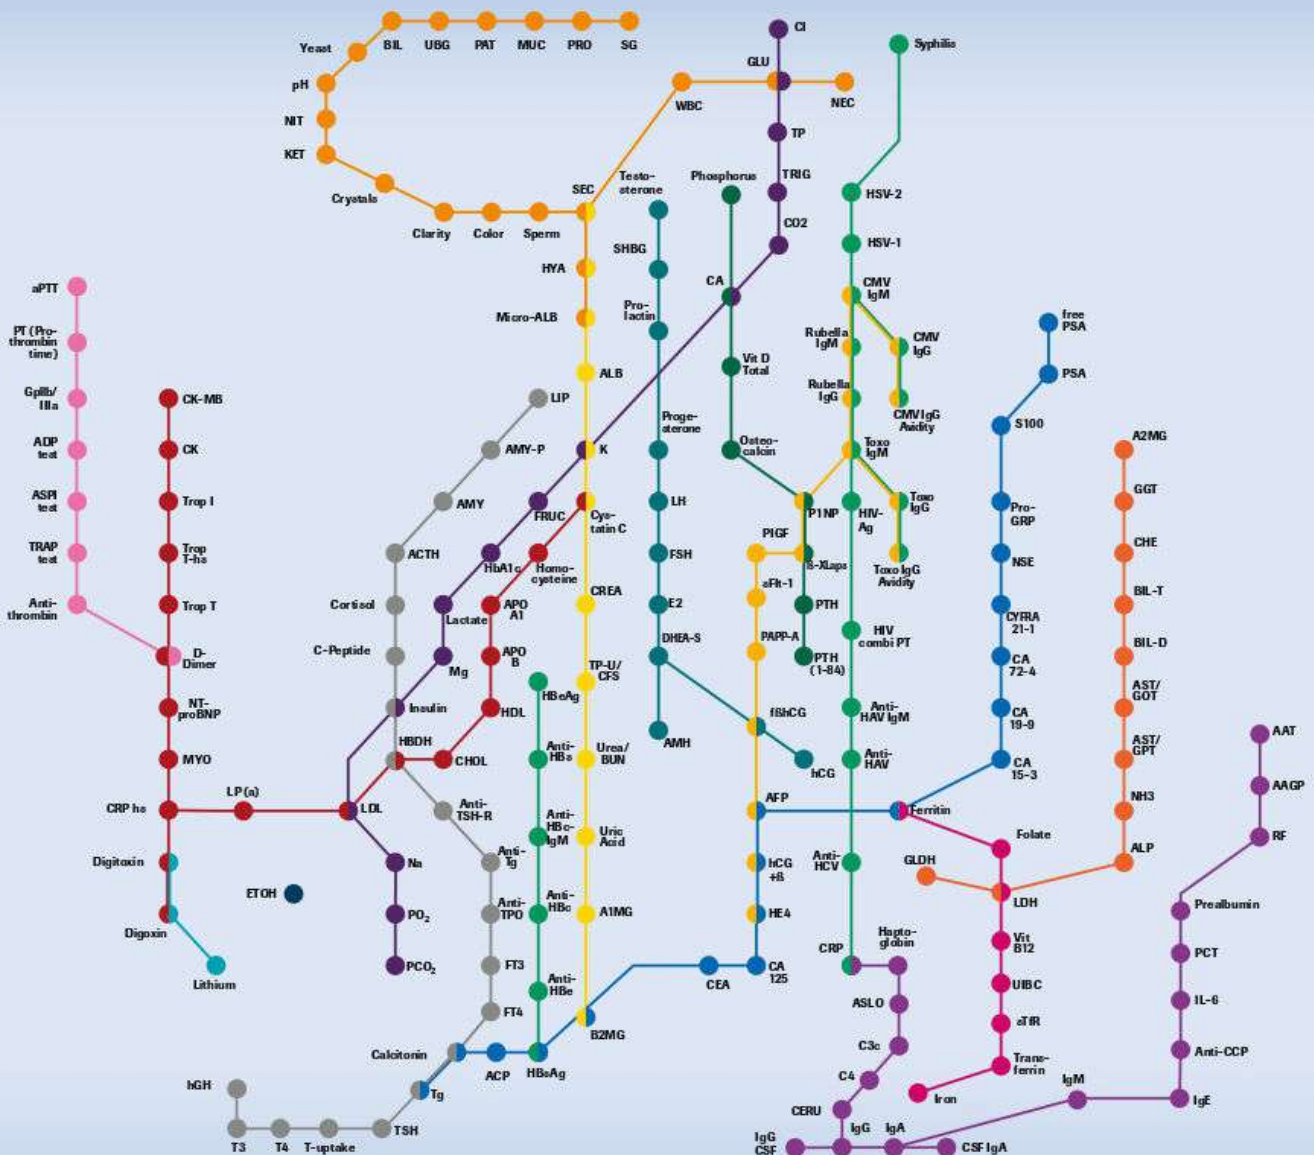 Cl
Syphilis
GLU
Yeast
BIL
UBG
PAT
MUC
PRO
SG
pH
WBC
NEC
NIT
TP
KET
Testo-
sterone
Phosphorus
TRIG
Crystals
SEC
HSV-2
Clarity
Color
Sperm
CO2
SHBG
HSV-1
HYA
CA
CMV
IgM
aPTT
Pro-
lactin
Micro-ALB
free
PSA
PT (Pro-
thrombin
time)
Rubella
IgM
CMV
IgG
Vit D
Total
ALB
PSA
GpIIb/
IIIa
CK-MB
LIP
Rubella
IgG
CMV IgG
Avidity
Proge-
sterone
S100
ADP
test
CK
AMY-P
K
Osteo-
calcin
Toxo
IgM
A2MG
ASPI
test
Trop I
AMY
FRUC
Cys-
tatin C
LH
P1NP
HIV-
Ag
Toxo
IgG
Pro-
GRP
GGT
TRAP
test
Trop
T-hs
ACTH
HbA1c
Homo-
cysteine
FSH
PIGF
ß-XLaps
Toxo IgG
Avidity
NSE
CHE
sFlt-1
Anti-
thrombin
Trop T
Cortisol
Lactate
APO
A1
CREA
E2
PTH
CYFRA
21-1
BIL-T
DHEA-S
PAPP-A
HIV
combi PT
D-
Dimer
C-Peptide
Mg
APO
B
TP-U/
CFS
PTH
(1-84)
CA
72-4
BIL-D
HBeAg
NT-
proBNP
Insulin
HDL
fßhCG
Anti-
HAV IgM
CA
19-9
AST/
GOT
AMH
AAT
MYO
HBDH
CHOL
Anti-
HBs
Urea/
BUN
hCG
Anti-
HAV
CA
15-3
AST/
GPT
AAGP
CRP hs
LP(a)
LDL
Anti-
TSH-R
AFP
Ferritin
NH3
Anti-
HBc-
IgM
Uric
Acid
Folate
RF
Digitoxin
Na
Anti-
Tg
hCG
+ß
Anti-
HCV
GLDH
ALP
ETOH
LDH
Digoxin
PO2
Anti-
TPO
Anti-
HBc
A1MG
HE4
Prealbumin
Vit
B12
CRP
Hapto-
globin
Lithium
PCO2
FT3
CEA
CA
125
PCT
Anti-
HBe
UIBC
ASLO
IL-6
FT4
B2MG
sTfR
Calcitonin
ACP
HBsAg
C3c
Anti-CCP
Trans-
ferrin
hGH
Tg
C4
Iron
IgM
IgE
CERU
T3
T4
T-uptake
TSH
IgG
CSF
IgG
IgA
CSF IgA